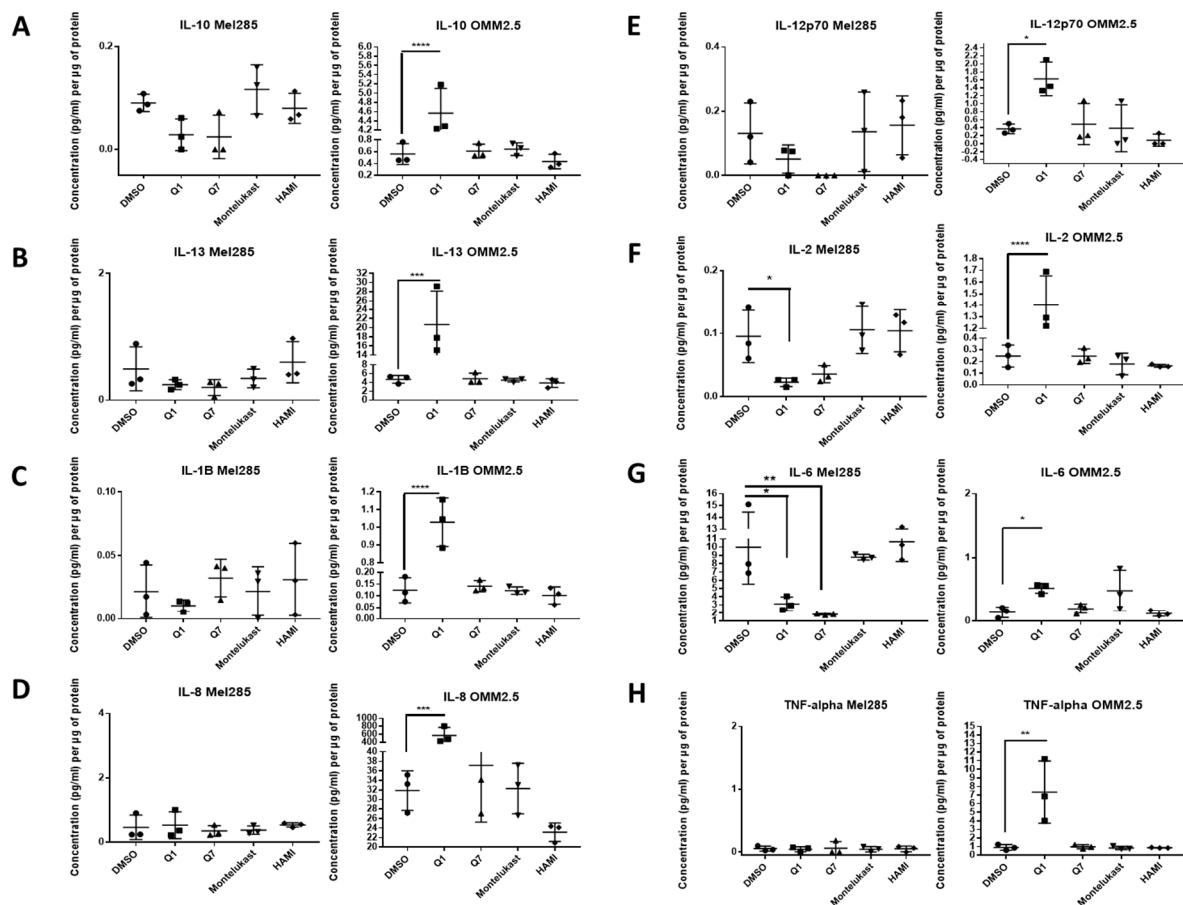 A
IL-10 Mel285
Concentration (pg/ml) per µg of protein
0.2
0.0
DMSO
Q1
Q7
Montelukast
HAMI
IL-10 OMM2.5
Concentration (pg/ml) per µg of protein
****
6.0
5.8
5.6
5.4
5.2
5.0
4.8
4.6
4.4
4.2
0.8
0.6
0.4
0.2
DMSO
Q1
Q7
Montelukast
HAMI
B
IL-13 Mel285
Concentration (pg/ml) per µg of protein
2
0
DMSO
Q1
Q7
Montelukast
HAMI
IL-13 OMM2.5
Concentration (pg/ml) per µg of protein
***
32
30
28
26
24
22
20
18
16
14
8
6
4
2
0
DMSO
Q1
Q7
Montelukast
HAMI
C
IL-1B Mel285
Concentration (pg/ml) per µg of protein
0.10
0.05
0.00
DMSO
Q1
Q7
Montelukast
HAMI
IL-1B OMM2.5
Concentration (pg/ml) per µg of protein
****
1.2
1.1
1.0
0.9
0.8
0.20
0.15
0.10
0.05
0.00
DMSO
Q1
Q7
Montelukast
HAMI
D
IL-8 Mel285
Concentration (pg/ml) per µg of protein
4
2
0
DMSO
Q1
Q7
Montelukast
HAMI
IL-8 OMM2.5
Concentration (pg/ml) per µg of protein
***
1000
800
600
400
40
38
36
34
32
30
28
26
24
22
20
DMSO
Q1
Q7
Montelukast
HAMI
E
IL-12p70 Mel285
Concentration (pg/ml) per µg of protein
0.4
0.2
0.0
DMSO
Q1
Q7
Montelukast
HAMI
IL-12p70 OMM2.5
Concentration (pg/ml) per µg of protein
*
2.4
2.2
2.0
1.8
1.6
1.4
1.2
1.0
0.8
0.6
0.4
0.2
-0.0
-0.2
-0.4
DMSO
Q1
Q7
Montelukast
HAMI
F
IL-2 Mel285
Concentration (pg/ml) per µg of protein
*
0.2
0.1
0.0
DMSO
Q1
Q7
Montelukast
HAMI
IL-2 OMM2.5
Concentration (pg/ml) per µg of protein
****
1.8
1.7
1.6
1.5
1.4
1.3
1.2
0.4
0.3
0.2
0.1
0.0
DMSO
Q1
Q7
Montelukast
HAMI
G
IL-6 Mel285
Concentration (pg/ml) per µg of protein
**
*
16
15
14
13
12
11
10
9
8
7
6
5
4
3
2
1
DMSO
Q1
Q7
Montelukast
HAMI
IL-6 OMM2.5
Concentration (pg/ml) per µg of protein
*
2
1
0
DMSO
Q1
Q7
Montelukast
HAMI
H
TNF-alpha Mel285
Concentration (pg/ml) per µg of protein
2
1
0
DMSO
Q1
Q7
Montelukast
HAMI
TNF-alpha OMM2.5
Concentration (pg/ml) per µg of protein
**
15
14
13
12
11
10
9
8
7
6
5
4
3
2
1
0
DMSO
Q1
Q7
Montelukast
HAMI